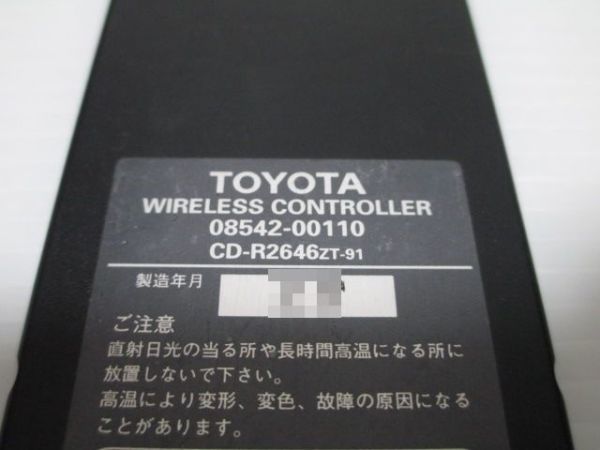 TOYOTA
WIRELESS CONTROLLER
08542-00110
CD-R2646ZT-91
製造年月
ご注意
直射日光の当る所や長時間高温になる所に
放置しないで下さい。
高温により変形、変色、故障の原因になる
ことがあります。